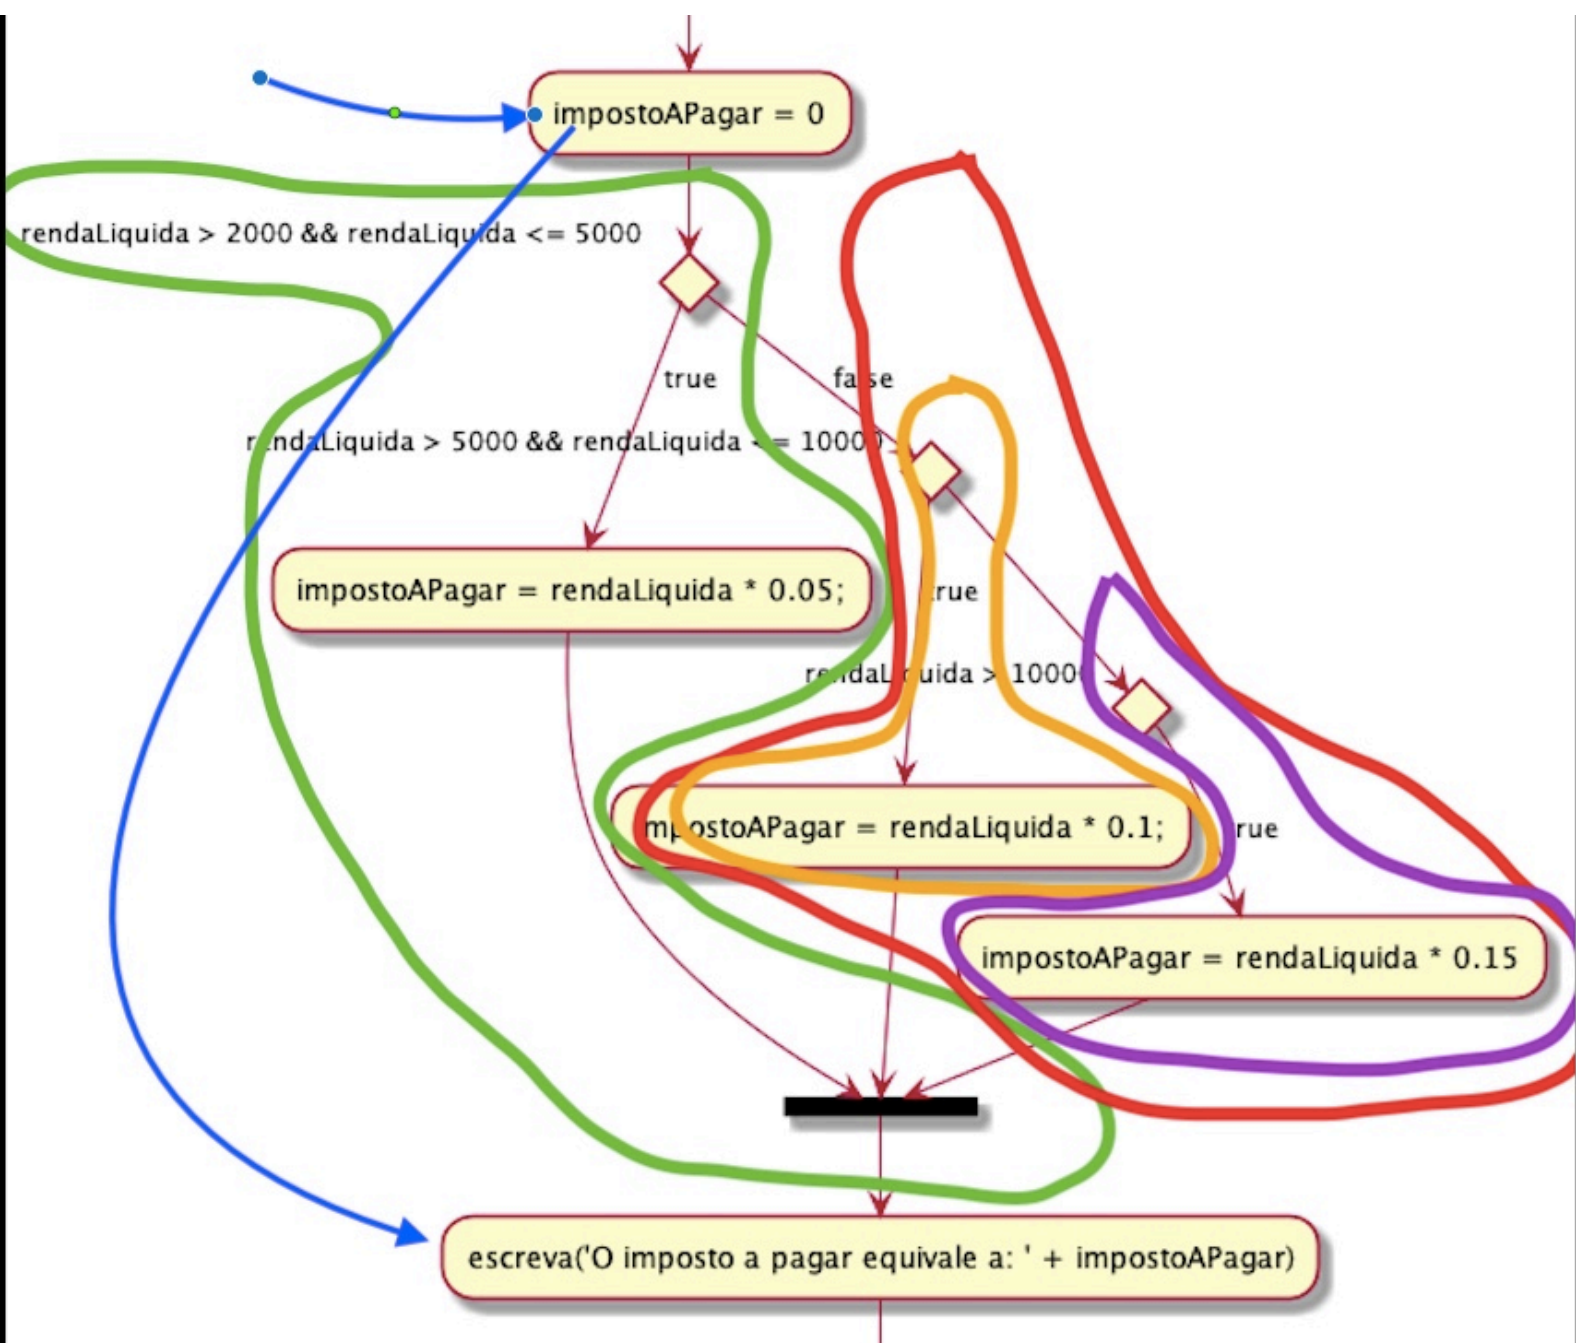 impostoAPagar = 0
rendaLiquida > 2000 && rendaLiquida <= 5000
true
false
rendaLiquida > 5000 && rendaLiquida <= 10000
impostoAPagar = rendaLiquida * 0.05;
true
rendaLiquida > 10000
impostoAPagar = rendaLiquida * 0.1;
true
impostoAPagar = rendaLiquida * 0.15
escreva('O imposto a pagar equivale a: ' + impostoAPagar)